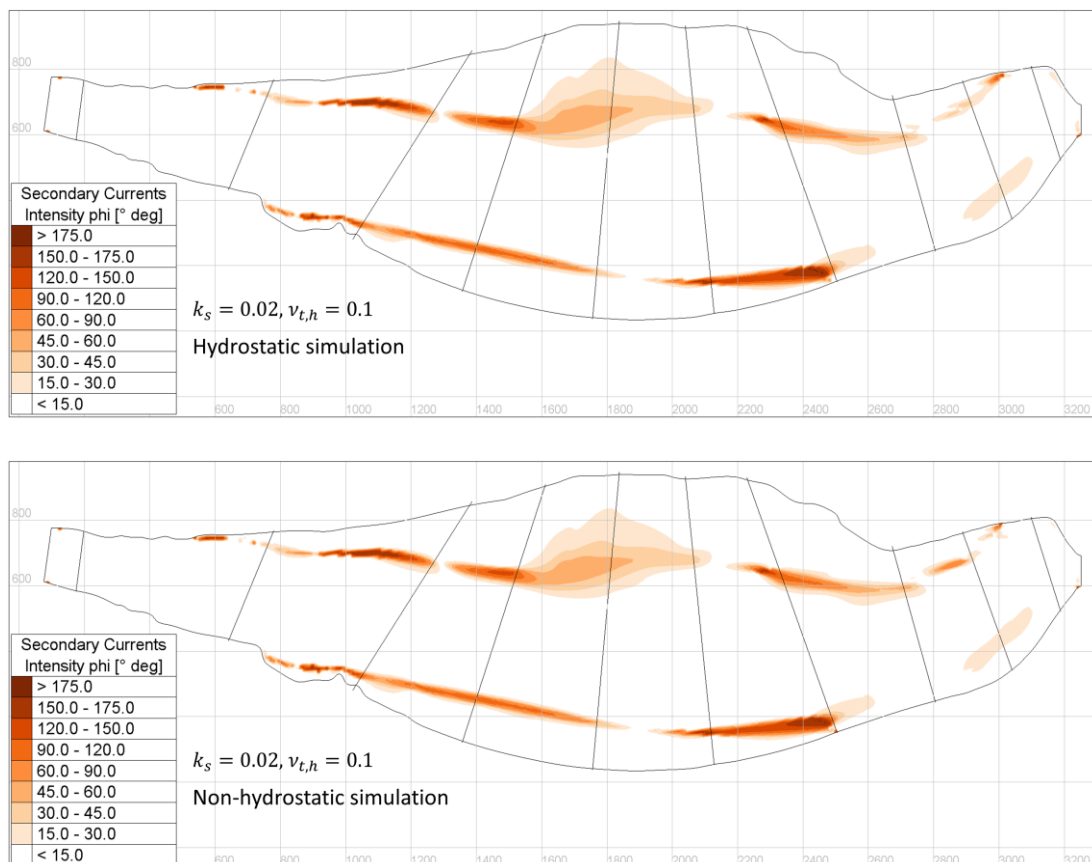 800
600
Secondary Currents
Intensity phi [° deg]
> 175.0
150.0 - 175.0
120.0 - 150.0
90.0 - 120.0
60.0 - 90.0
45.0 - 60.0
30.0 - 45.0
15.0 - 30.0
< 15.0
k_s = 0.02, ν_{t,h} = 0.1
Hydrostatic simulation
600 800 1000 1200 1400 1600 1800 2000 2200 2400 2600 2800 3000 3200
800
600
Secondary Currents
Intensity phi [° deg]
> 175.0
150.0 - 175.0
120.0 - 150.0
90.0 - 120.0
60.0 - 90.0
45.0 - 60.0
30.0 - 45.0
15.0 - 30.0
< 15.0
k_s = 0.02, ν_{t,h} = 0.1
Non-hydrostatic simulation
600 800 1000 1200 1400 1600 1800 2000 2200 2400 2600 2800 3000 3200